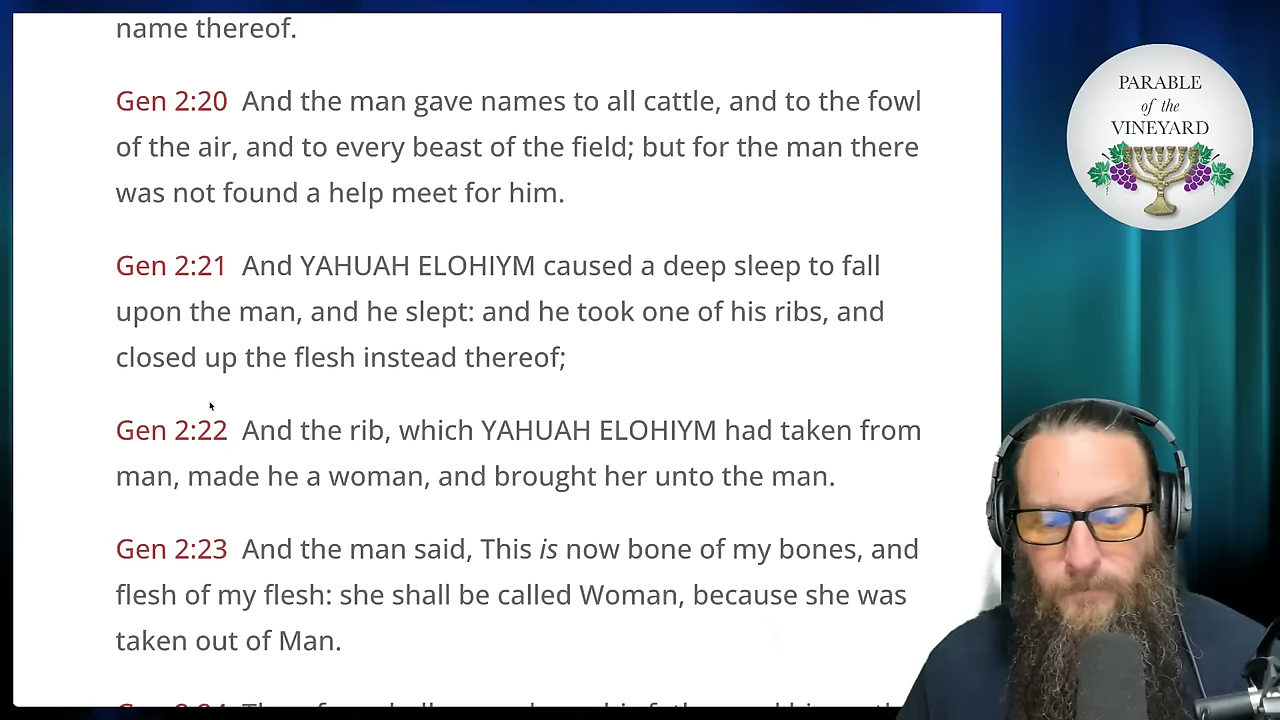 name thereof.
Gen 2:20 And the man gave names to all cattle, and to the fowl
of the air, and to every beast of the field; but for the man there
was not found a help meet for him.
Gen 2:21 And YAHUAH ELOHIYM caused a deep sleep to fall
upon the man, and he slept: and he took one of his ribs, and
closed up the flesh instead thereof;
Gen 2:22 And the rib, which YAHUAH ELOHIYM had taken from
man, made he a woman, and brought her unto the man.
Gen 2:23 And the man said, This is now bone of my bones, and
flesh of my flesh: she shall be called Woman, because she was
taken out of Man.
PARABLE
of the
VINEYARD